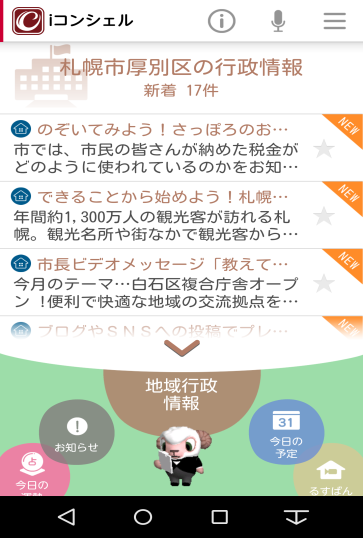 iコンシェル
札幌市厚別区の行政情報
新着 17件
のぞいてみよう！さっぽろのお…
市では、市民の皆さんが納めた税金が
どのように使われているのかをお知…
NEW
できることから始めよう！札幌…
年間約1,300万人の観光客が訪れる札
幌。観光名所や街なかで観光客から…
NEW
市長ビデオメッセージ「教えて…
今月のテーマ…白石区複合庁舎オープ
ン！便利で快適な地域の交流拠点を…
NEW
ブログやＳＮＳへの投稿でプレ…
NEW
地域行政
情報
お知らせ
31
今日の
予定
占
今日の
運勢
るすばん